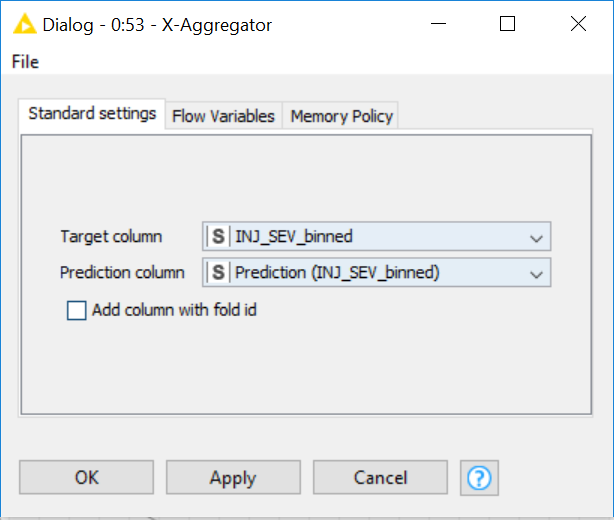 Dialog - 0:53 - X-Aggregator
File
Standard settings Flow Variables Memory Policy
Target column S INJ_SEV_binned
Prediction column S Prediction (INJ_SEV_binned)
Add column with fold id
OK Apply Cancel ?